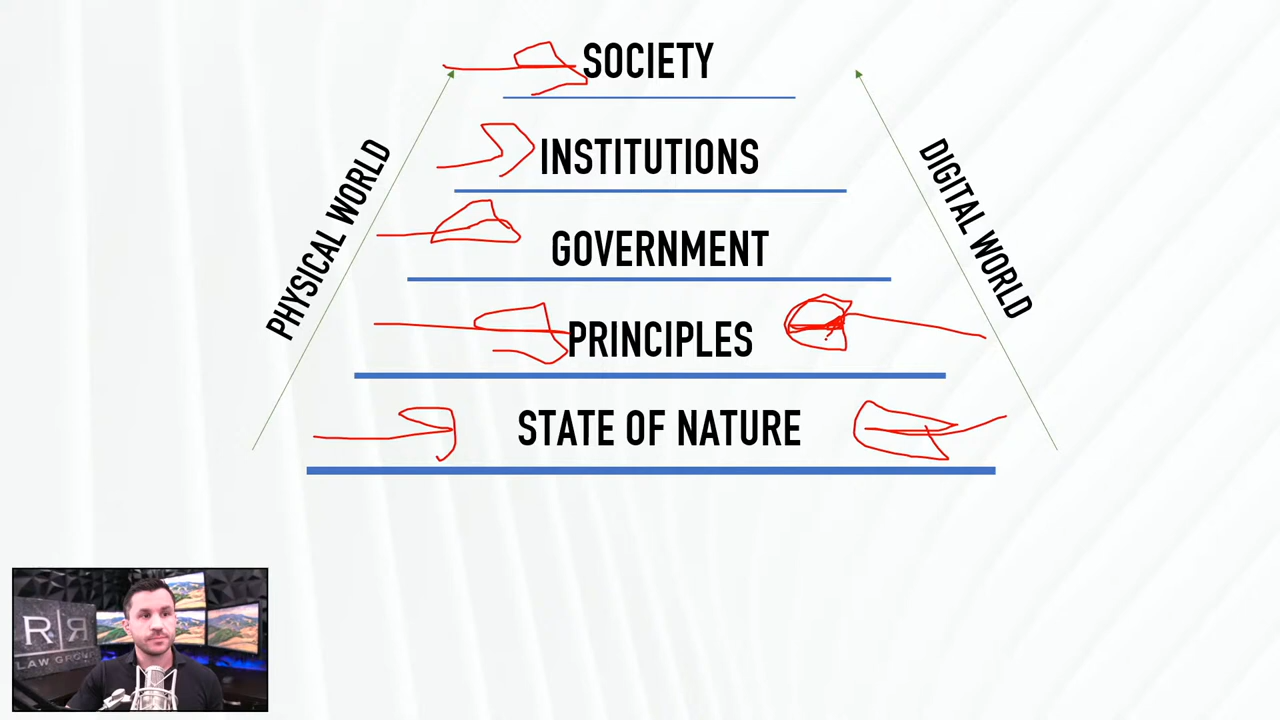 SOCIETY
INSTITUTIONS
GOVERNMENT
PRINCIPLES
STATE OF NATURE
PHYSICAL WORLD
DIGITAL WORLD
R|R
LAW GROUP